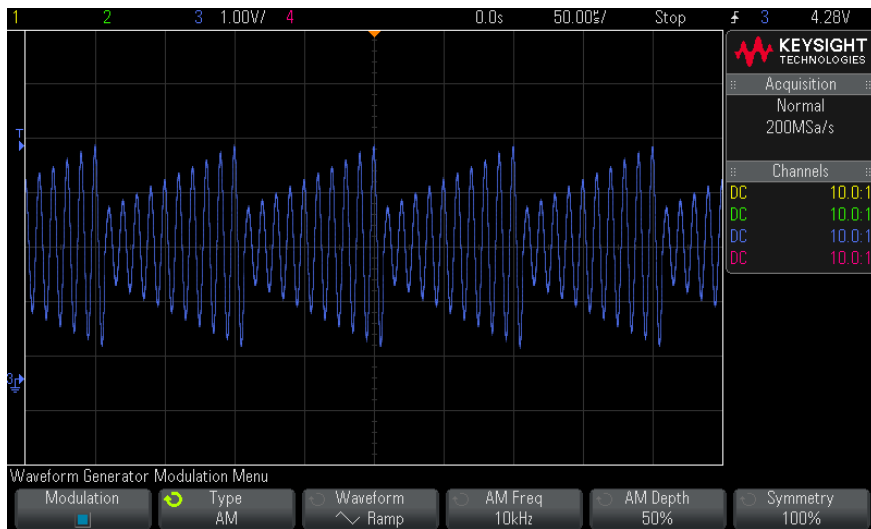 1 2 3 1.00V/ 4 0.0s 50.00㎲/ Stop 3 4.28V
KEYSIGHT
TECHNOLOGIES
Acquisition
Normal
200MSa/s
Channels
DC 10.0:1
DC 10.0:1
DC 10.0:1
DC 10.0:1
T
3
Waveform Generator Modulation Menu
Modulation
Type
AM
Waveform
Ramp
AM Freq
10kHz
AM Depth
50%
Symmetry
100%